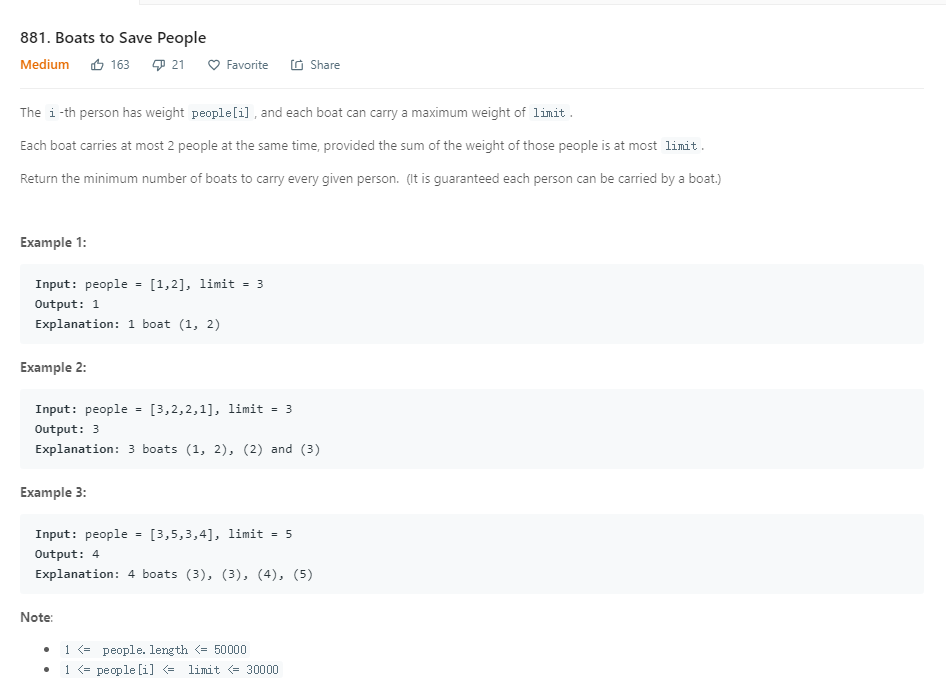 881. Boats to Save People
Medium 163 21 Favorite Share
The i -th person has weight people[i] , and each boat can carry a maximum weight of limit .
Each boat carries at most 2 people at the same time, provided the sum of the weight of those people is at most limit .
Return the minimum number of boats to carry every given person. (It is guaranteed each person can be carried by a boat.)
Example 1:
Input: people = [1,2], limit = 3
Output: 1
Explanation: 1 boat (1, 2)
Example 2:
Input: people = [3,2,2,1], limit = 3
Output: 3
Explanation: 3 boats (1, 2), (2) and (3)
Example 3:
Input: people = [3,5,3,4], limit = 5
Output: 4
Explanation: 4 boats (3), (3), (4), (5)
Note:
• 1 <= people.length <= 50000
• 1 <= people[i] <= limit <= 30000